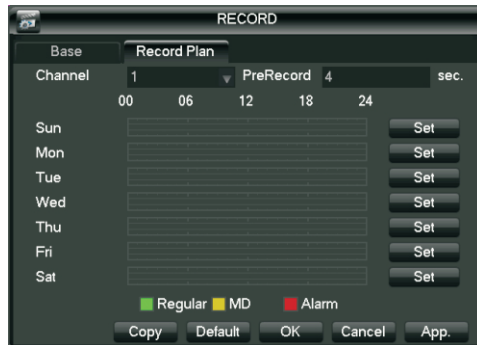 RECORD
Base Record Plan
Channel 1 PreRecord 4 sec.
00 06 12 18 24
Sun Set
Mon Set
Tue Set
Wed Set
Thu Set
Fri Set
Sat Set
Regular MD Alarm
Copy Default OK Cancel App.